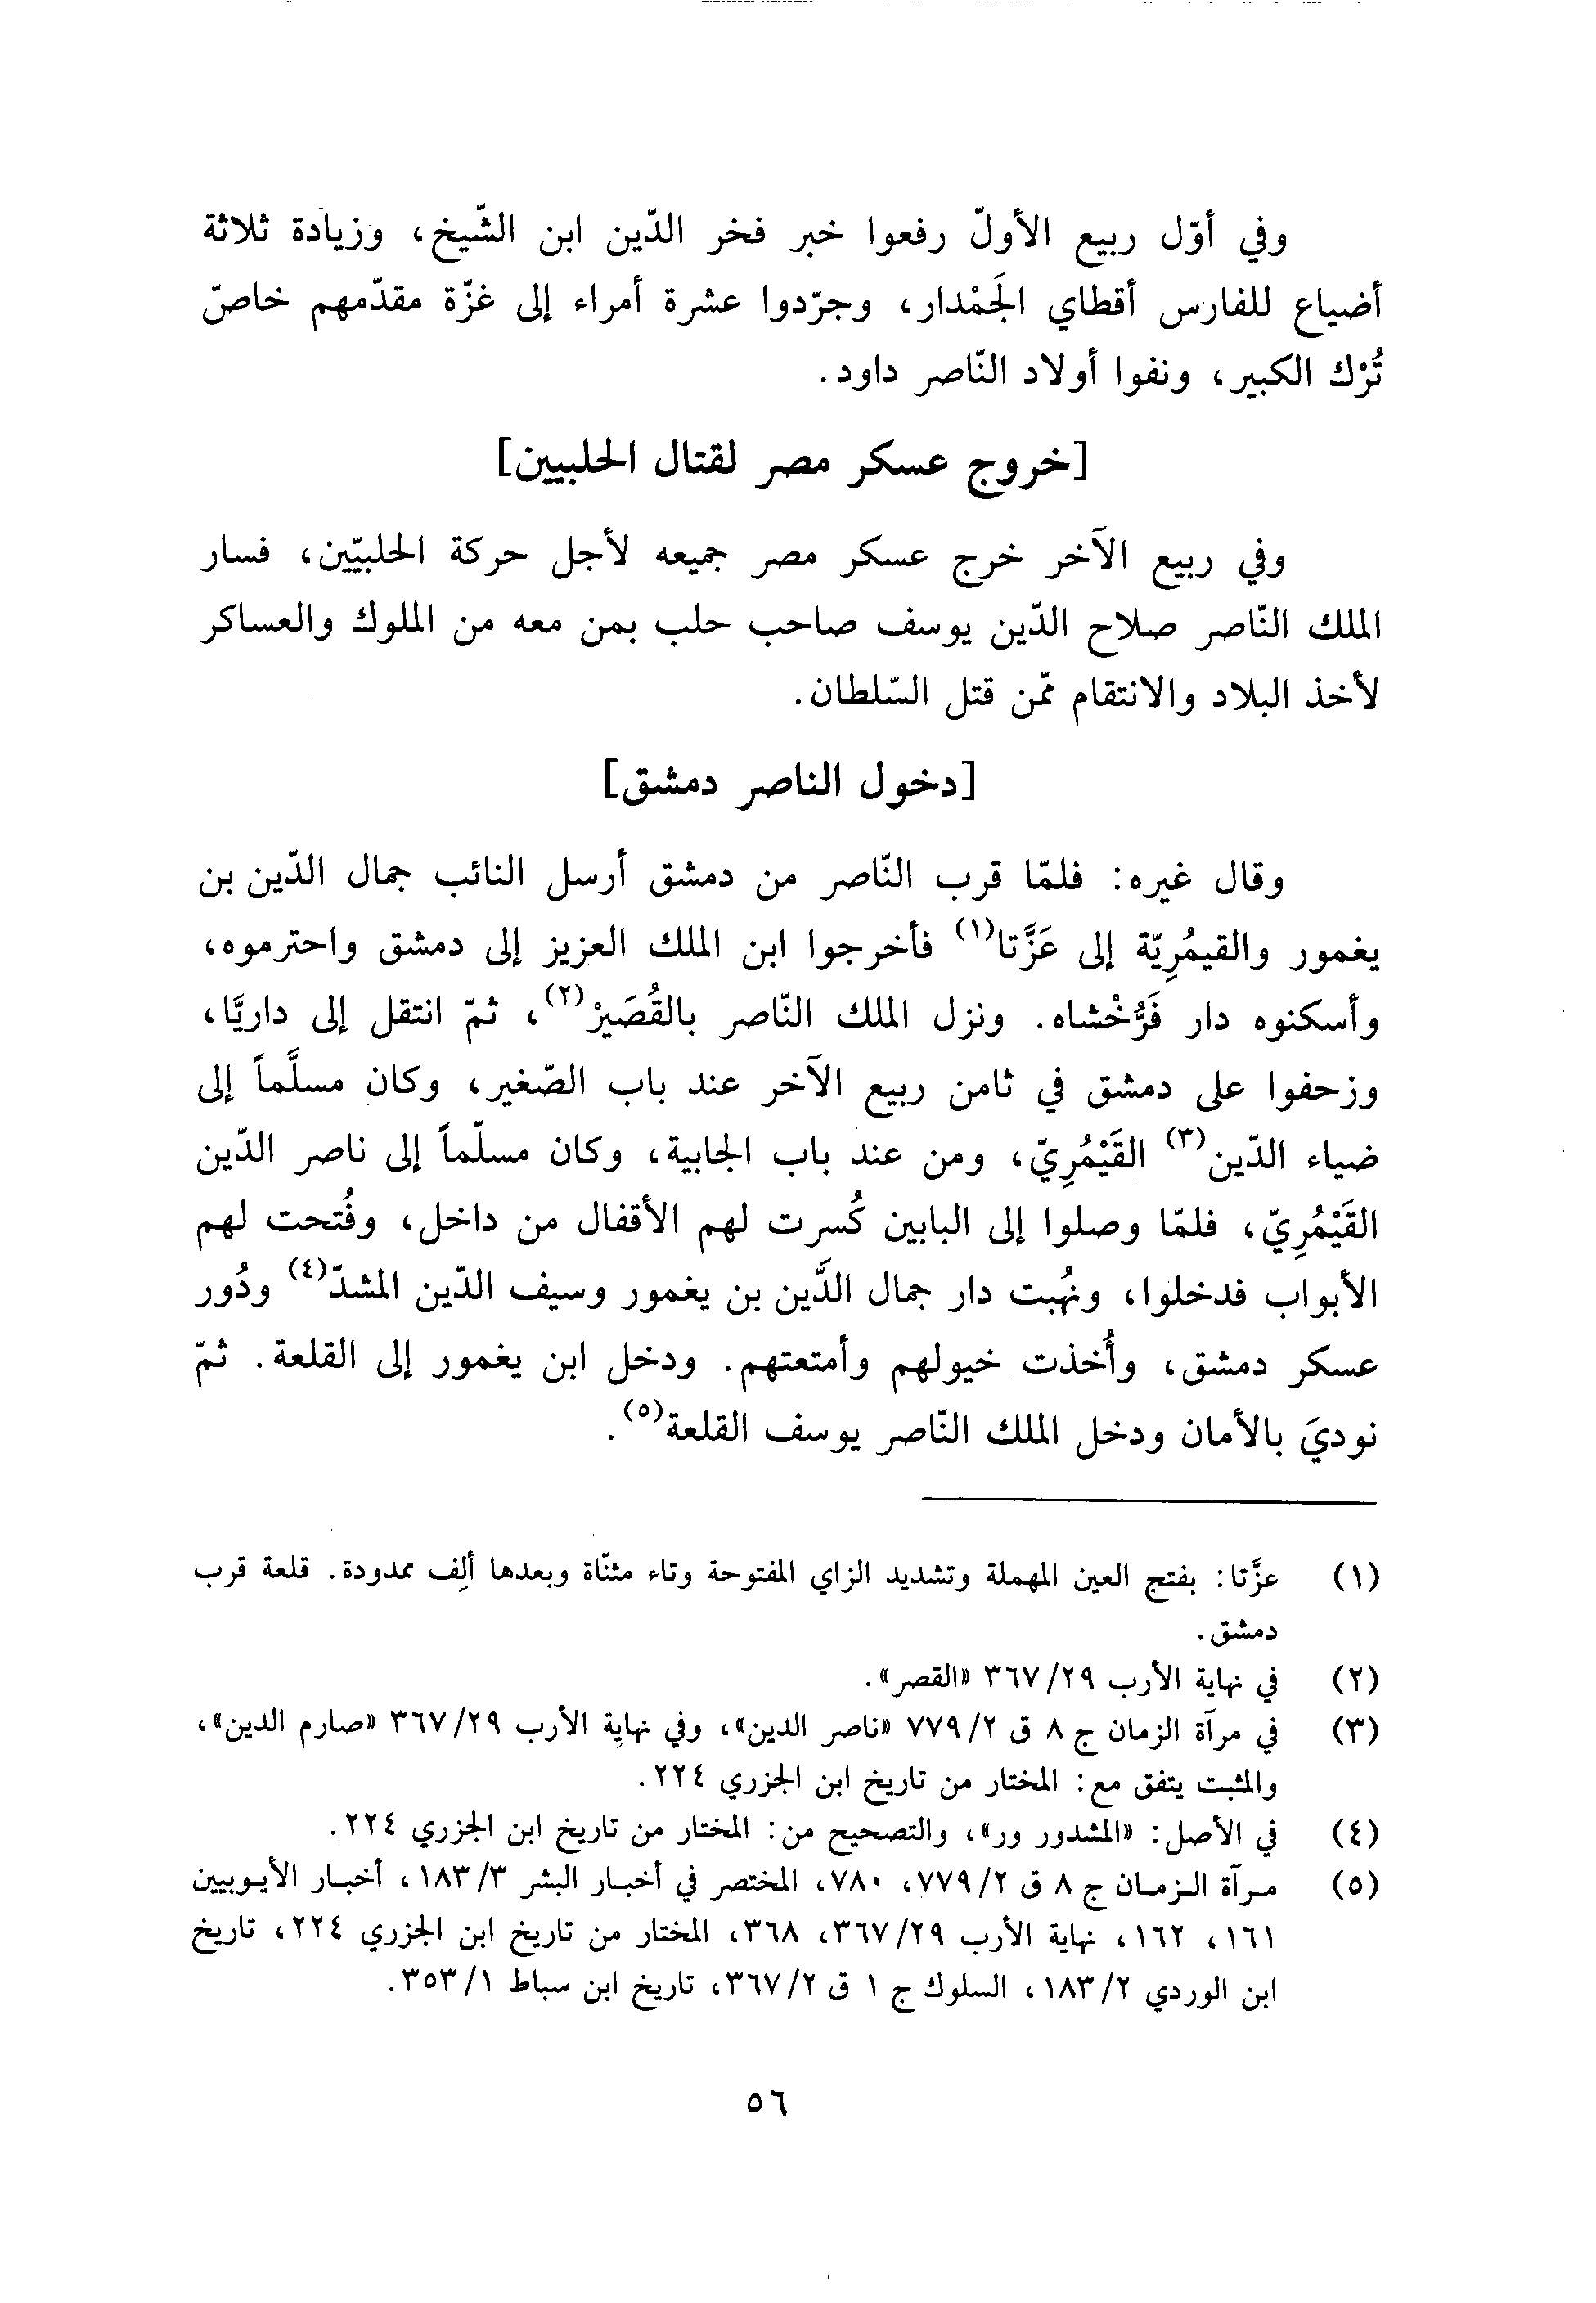 وفي أوّل ربيع الأولّ رفعوا خبر فخر الدّين ابن الشّيخ، وزيادة ثلاثة
أضياع للفارس أقطاي الجَمْدار، وجرّدوا عشرة أمراء إلى غزّة مقدّمهم خاصّ
تُرْك الكبير، ونفوا أولاد النّاصر داود.
[خروج عسكر مصر لقتال الحلبيين]
وفي ربيع الآخر خرج عسكر مصر جميعه لأجل حركة الحلبيّين، فسار
الملك النّاصر صلاح الدّين يوسف صاحب حلب بمن معه من الملوك والعساكر
لأخذ البلاد والانتقام ممّن قتل السّلطان.
[دخول الناصر دمشق]
وقال غيره: فلمّا قرب النّاصر من دمشق أرسل النائب جمال الدّين بن
يغمور والقيمُرِيّة إلى عَزَّتا(١) فأخرجوا ابن الملك العزيز إلى دمشق واحترموه،
وأسكنوه دار فَرُّخْشاه. ونزل الملك النّاصر بالقُصَيرْ(٢)، ثمّ انتقل إلى داريَّا،
وزحفوا على دمشق في ثامن ربيع الآخر عند باب الصّغير، وكان مسلَّماً إلى
ضياء الدّين(٣) القَيْمُرِيّ، ومن عند باب الجابية، وكان مسلّماً إلى ناصر الدّين
القَيْمُرِيّ، فلمّا وصلوا إلى البابين كُسرت لهم الأقفال من داخل، وفُتحت لهم
الأبواب فدخلوا، ونهُبت دار جمال الدَّين بن يغمور وسيف الدّين المشدّ(٤) ودُور
عسكر دمشق، وأُخذت خيولهم وأمتعتهم. ودخل ابن يغمور إلى القلعة. ثمّ
نوديَ بالأمان ودخل الملك النّاصر يوسف القلعة(٥).
(١) عزَّتا: بفتج العين المهملة وتشديد الزاي المفتوحة وتاء مثنّاة وبعدها ألِف ممدودة. قلعة قرب
دمشق.
(٢) في نهاية الأرب ٣٦٧/٢٩ «القصر».
(٣) في مرآة الزمان ج ٨ ق ٧٧٩/٢ «ناصر الدين»، وفي نهاية الأرب ٣٦٧/٢٩ «صارم الدين»،
والمثبت يتفق مع: المختار من تاريخ ابن الجزري ٢٢٤.
(٤) في الأصل: «المشدور ور»، والتصحيح من: المختار من تاريخ ابن الجزري ٢٢٤.
(٥) مرآة الزمان ج ٨ ق ٧٧٩/٢، ٧٨٠، المختصر في أخبار البشر ١٨٣/٣، أخبار الأيوبيين
١٦١، ١٦٢، نهاية الأرب ٣٦٧/٢٩، ٣٦٨، المختار من تاريخ ابن الجزري ٢٢٤، تاريخ
ابن الوردي ١٨٣/٢، السلوك ج ١ ق ٣٦٧/٢، تاريخ ابن سباط ٣٥٣/١.
٥٦